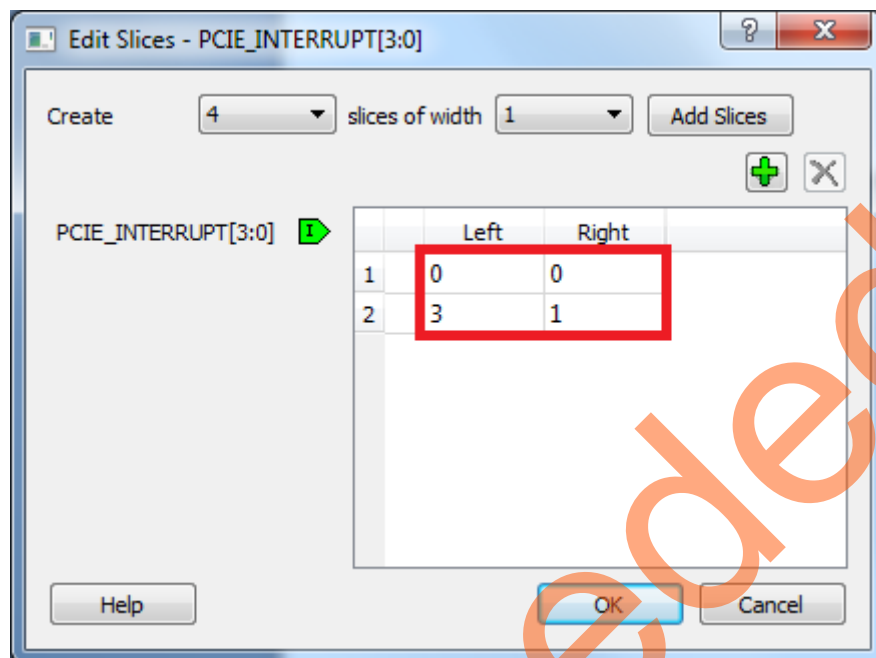 Edit Slices - PCIE_INTERRUPT[3:0]
Create 4 slices of width 1 Add Slices
PCIE_INTERRUPT[3:0] I
Left Right
1 0 0
2 3 1
Help OK Cancel